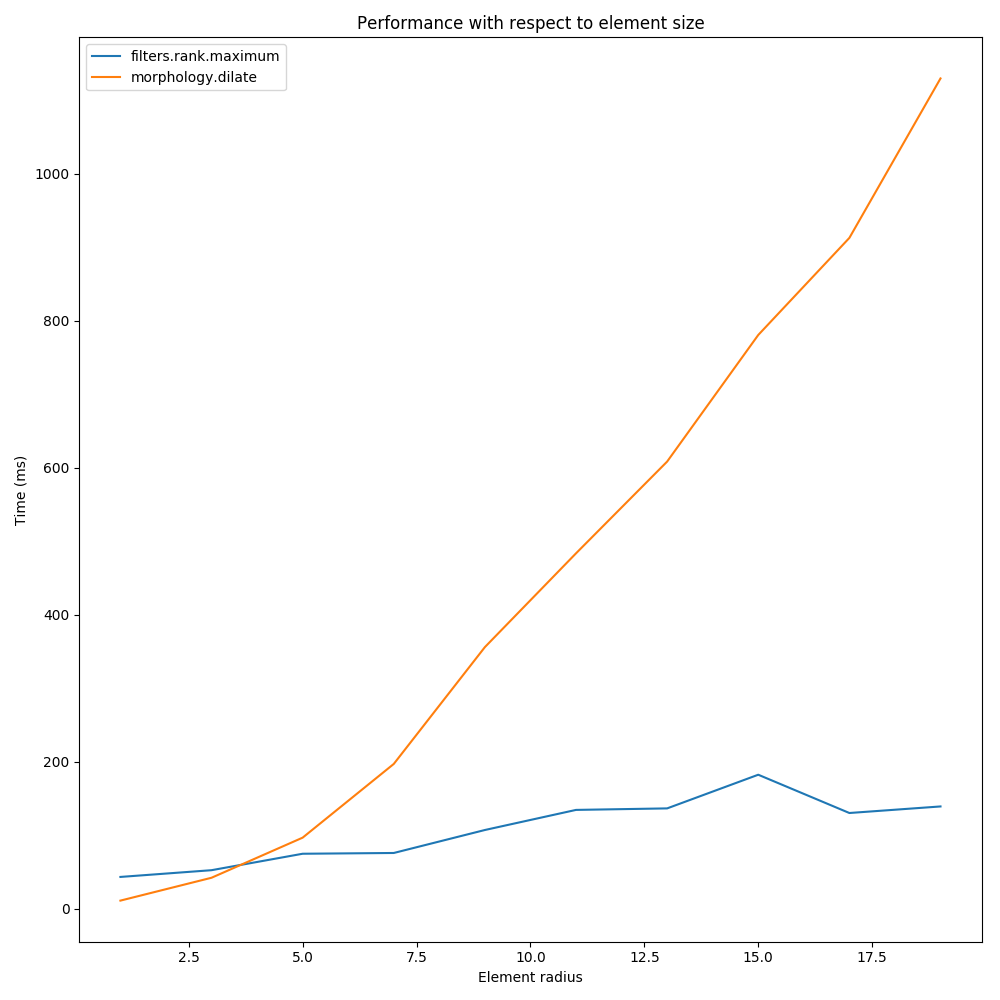 Performance with respect to element size
filters.rank.maximum
morphology.dilate
1000
800
600
400
200
0
Time (ms)
2.5 5.0 7.5 10.0 12.5 15.0 17.5
Element radius